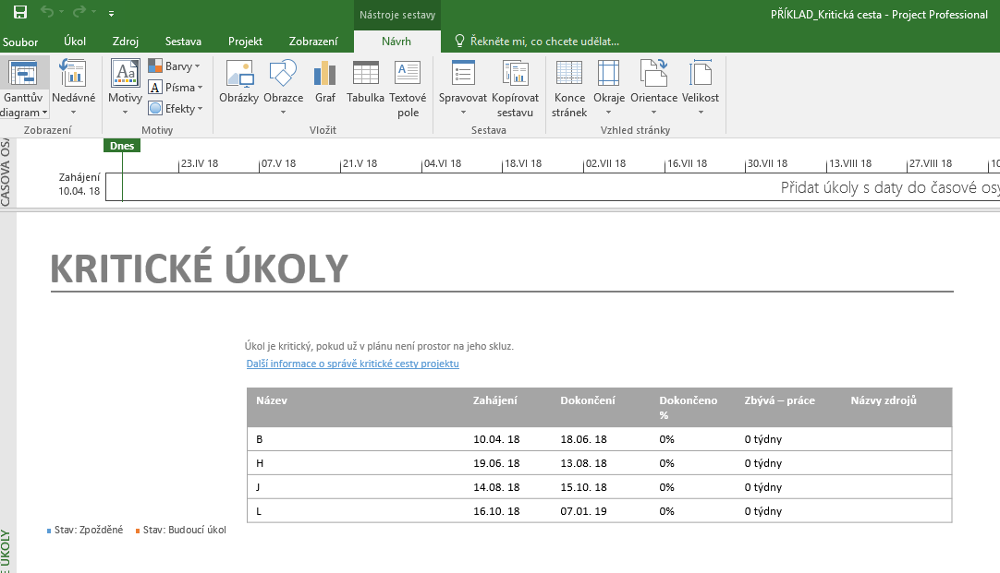 Nástroje sestavy
PŘÍKLAD_Kritická cesta - Project Professional
Soubor Úkol Zdroj Sestava Projekt Zobrazení Návrh Řekněte mi, co chcete udělat...
Ganttův diagram
Nedávné
Zobrazení
Motivy
Barvy
Písma
Efekty
Motivy
Obrázky
Obrazce
Graf
Tabulka
Textové pole
Vložit
Spravovat
Kopírovat sestavu
Sestava
Konce stránek
Okraje
Orientace
Velikost
Vzhled stránky
ČASOVÁ OSA
Dnes
23.IV 18 07.V 18 21.V 18 04.VI 18 18.VI 18 02.VII 18 16.VII 18 30.VII 18 13.VIII 18 27.VIII 18 10
Zahájení
10.04. 18
Přidat úkoly s daty do časové osy
KRITICKÉ ÚKOLY
Úkol je kritický, pokud už v plánu není prostor na jeho skluz.
Další informace o správě kritické cesty projektu
Název Zahájení Dokončení Dokončeno % Zbývá – práce Názvy zdrojů
B 10.04. 18 18.06. 18 0% 0 týdny
H 19.06. 18 13.08. 18 0% 0 týdny
J 14.08. 18 15.10. 18 0% 0 týdny
L 16.10. 18 07.01. 19 0% 0 týdny
Stav: Zpožděné Stav: Budoucí úkol
ÚKOLY